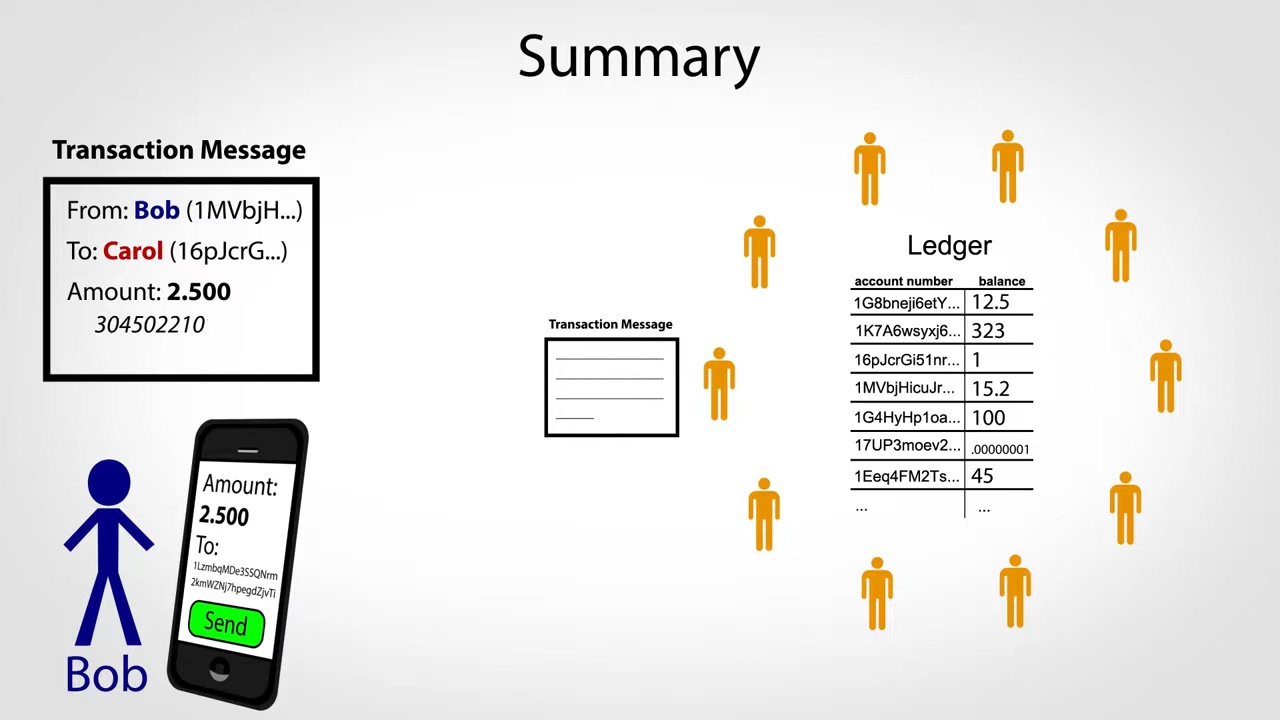 Summary
Transaction Message
From: Bob (1MVbjH...)
To: Carol (16pJcrG...)
Amount: 2.500
304502210
Amount:
2.500
To:
1LzmbqMDe3SSQNrm
2kmWZNj7hpegdZjvTi
Send
Bob
Transaction Message
Ledger
account number balance
1G8bneji6etY... 12.5
1K7A6wsyxj6... 323
16pJcrGi51nr... 1
1MVbjHicuJr... 15.2
1G4HyHp1oa... 100
17UP3moev2... .00000001
1Eeq4FM2Ts... 45
... ...